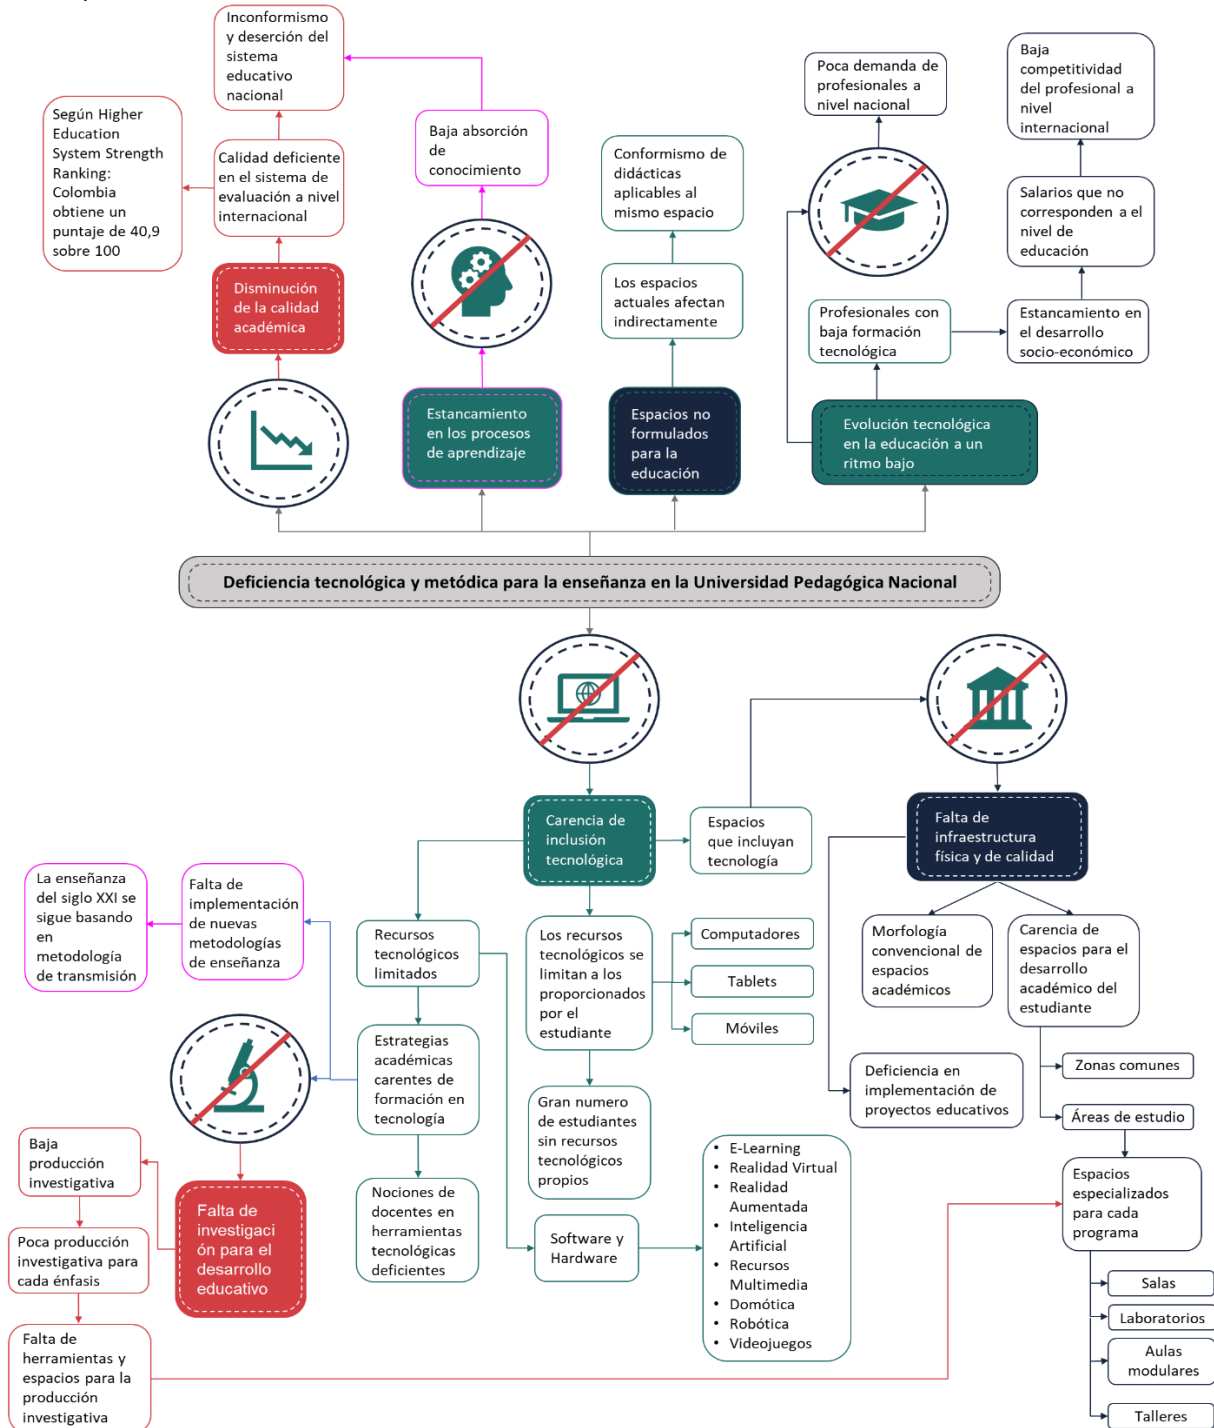 Inconformismo
y deserción del
sistema
educativo
nacional
Según Higher
Education
System Strength
Ranking:
Colombia
obtiene un
puntaje de 40,9
sobre 100
Calidad deficiente
en el sistema de
evaluación a nivel
internacional
Disminución
de la calidad
académica
Baja absorción
de
conocimiento
Estancamiento
en los procesos
de aprendizaje
Conformismo de
didácticas
aplicables al
mismo espacio
Los espacios
actuales afectan
indirectamente
Espacios no
formulados
para la
educación
Poca demanda de
profesionales a
nivel nacional
Baja
competitividad
del profesional a
nivel
internacional
Salarios que no
corresponden a el
nivel de
educación
Profesionales con
baja formación
tecnológica
Estancamiento en
el desarrollo
socio-económico
Evolución tecnológica
en la educación a un
ritmo bajo
Deficiencia tecnológica y metódica para la enseñanza en la Universidad Pedagógica Nacional
Carencia de
inclusión
tecnológica
Espacios
que incluyan
tecnología
Falta de
infraestructura
física y de calidad
La enseñanza
del siglo XXI se
sigue basando
en
metodología
de transmisión
Falta de
implementación
de nuevas
metodologías
de enseñanza
Recursos
tecnológicos
limitados
Los recursos
tecnológicos se
limitan a los
proporcionados
por el
estudiante
Computadores
Tablets
Móviles
Morfología
convencional de
espacios
académicos
Carencia de
espacios para el
desarrollo
académico del
estudiante
Estrategias
académicas
carentes de
formación en
tecnología
Gran numero
de estudiantes
sin recursos
tecnológicos
propios
Deficiencia en
implementación de
proyectos educativos
Zonas comunes
Áreas de estudio
Baja
producción
investigativa
Falta de
investigaci
ón para el
desarrollo
educativo
Nociones de
docentes en
herramientas
tecnológicas
deficientes
Software y
Hardware
• E-Learning
• Realidad Virtual
• Realidad
Aumentada
• Inteligencia
Artificial
• Recursos
Multimedia
• Domótica
• Robótica
• Videojuegos
Espacios
especializados
para cada
programa
Poca producción
investigativa para
cada énfasis
Falta de
herramientas y
espacios para la
producción
investigativa
Salas
Laboratorios
Aulas
modulares
Talleres